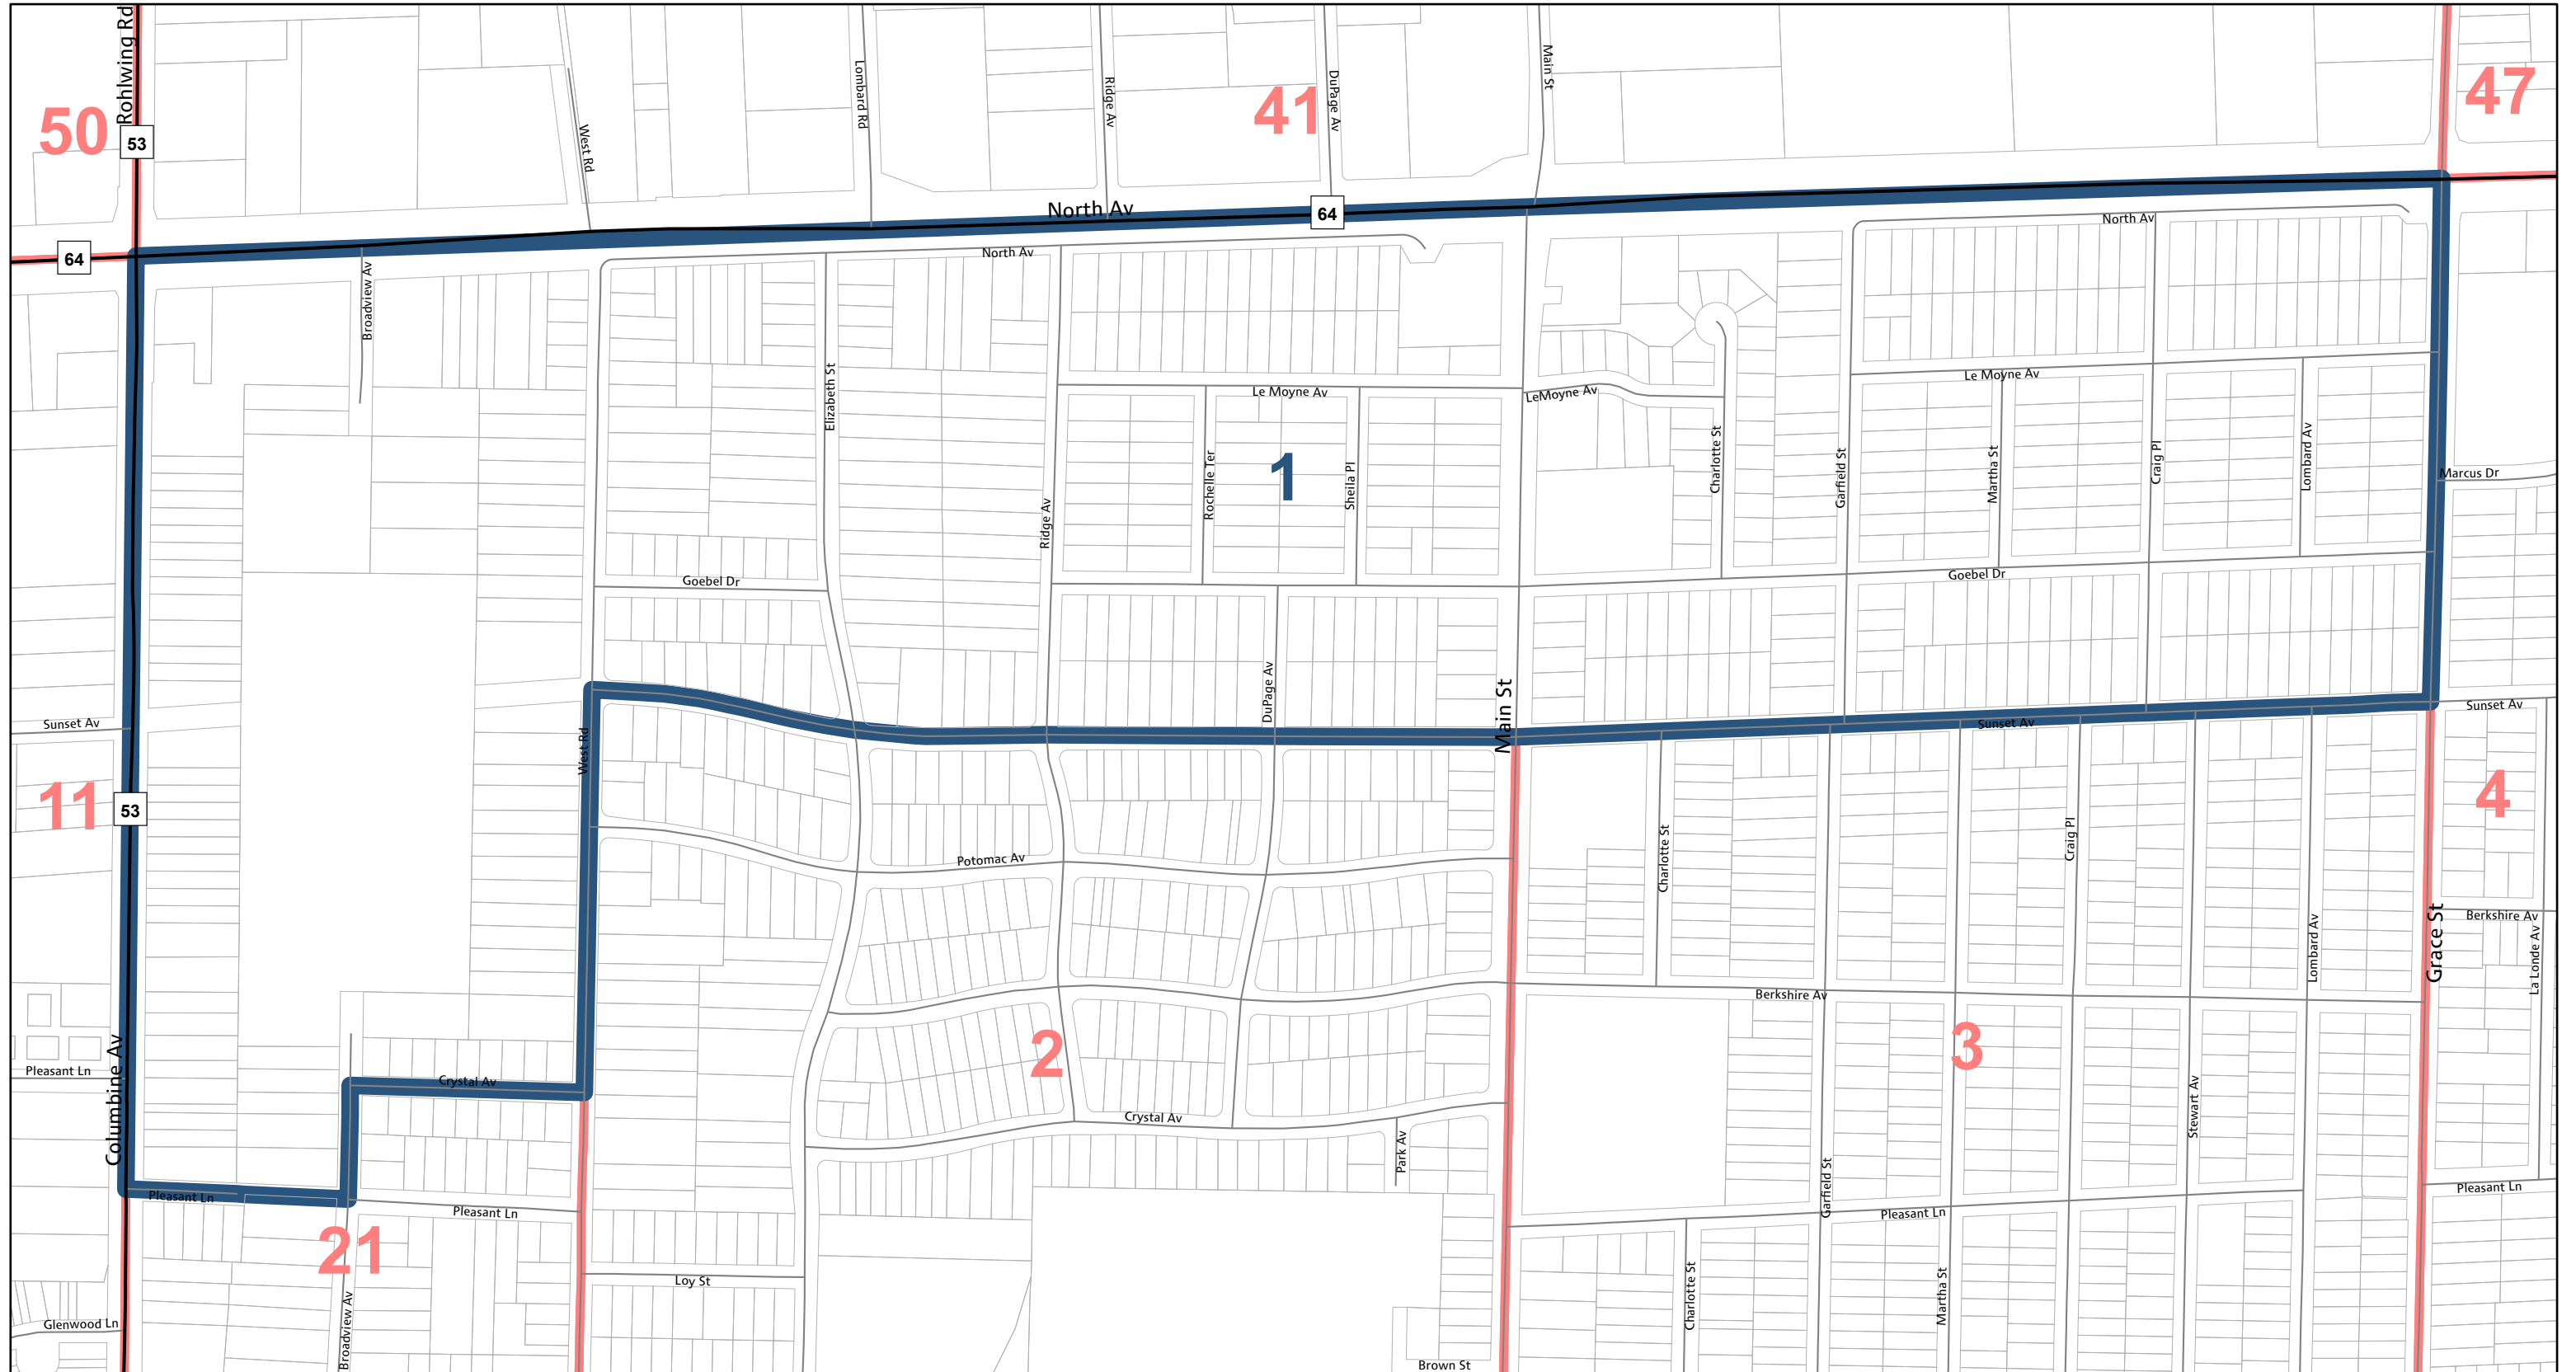 Rohlwing Rd
50
53
West Rd
Lombard Rd
Ridge Av
41
DuPage Av
Main St
47
North Av
64
64
North Av
North Av
Broadview Av
Elizabeth St
Le Moyne Av
LeMoyne Av
Le Moyne Av
Ridge Av
Rochelle Ter
1
Sheila Pl
Charlotte St
Garfield St
Martha St
Craig Pl
Lombard Av
Marcus Dr
Goebel Dr
Goebel Dr
DuPage Av
Main St
Sunset Av
Sunset Av
Sunset Av
West Rd
11
53
4
Potomac Av
Charlotte St
Craig Pl
Lombard Av
Grace St
Berkshire Av
La Londe Av
Berkshire Av
2
3
Pleasant Ln
Columbine Av
Crystal Av
Crystal Av
Park Av
Stewart Av
Garfield St
Pleasant Ln
Pleasant Ln
Pleasant Ln
Pleasant Ln
21
Loy St
Charlotte St
Martha St
Glenwood Ln
Broadview Av
Brown St